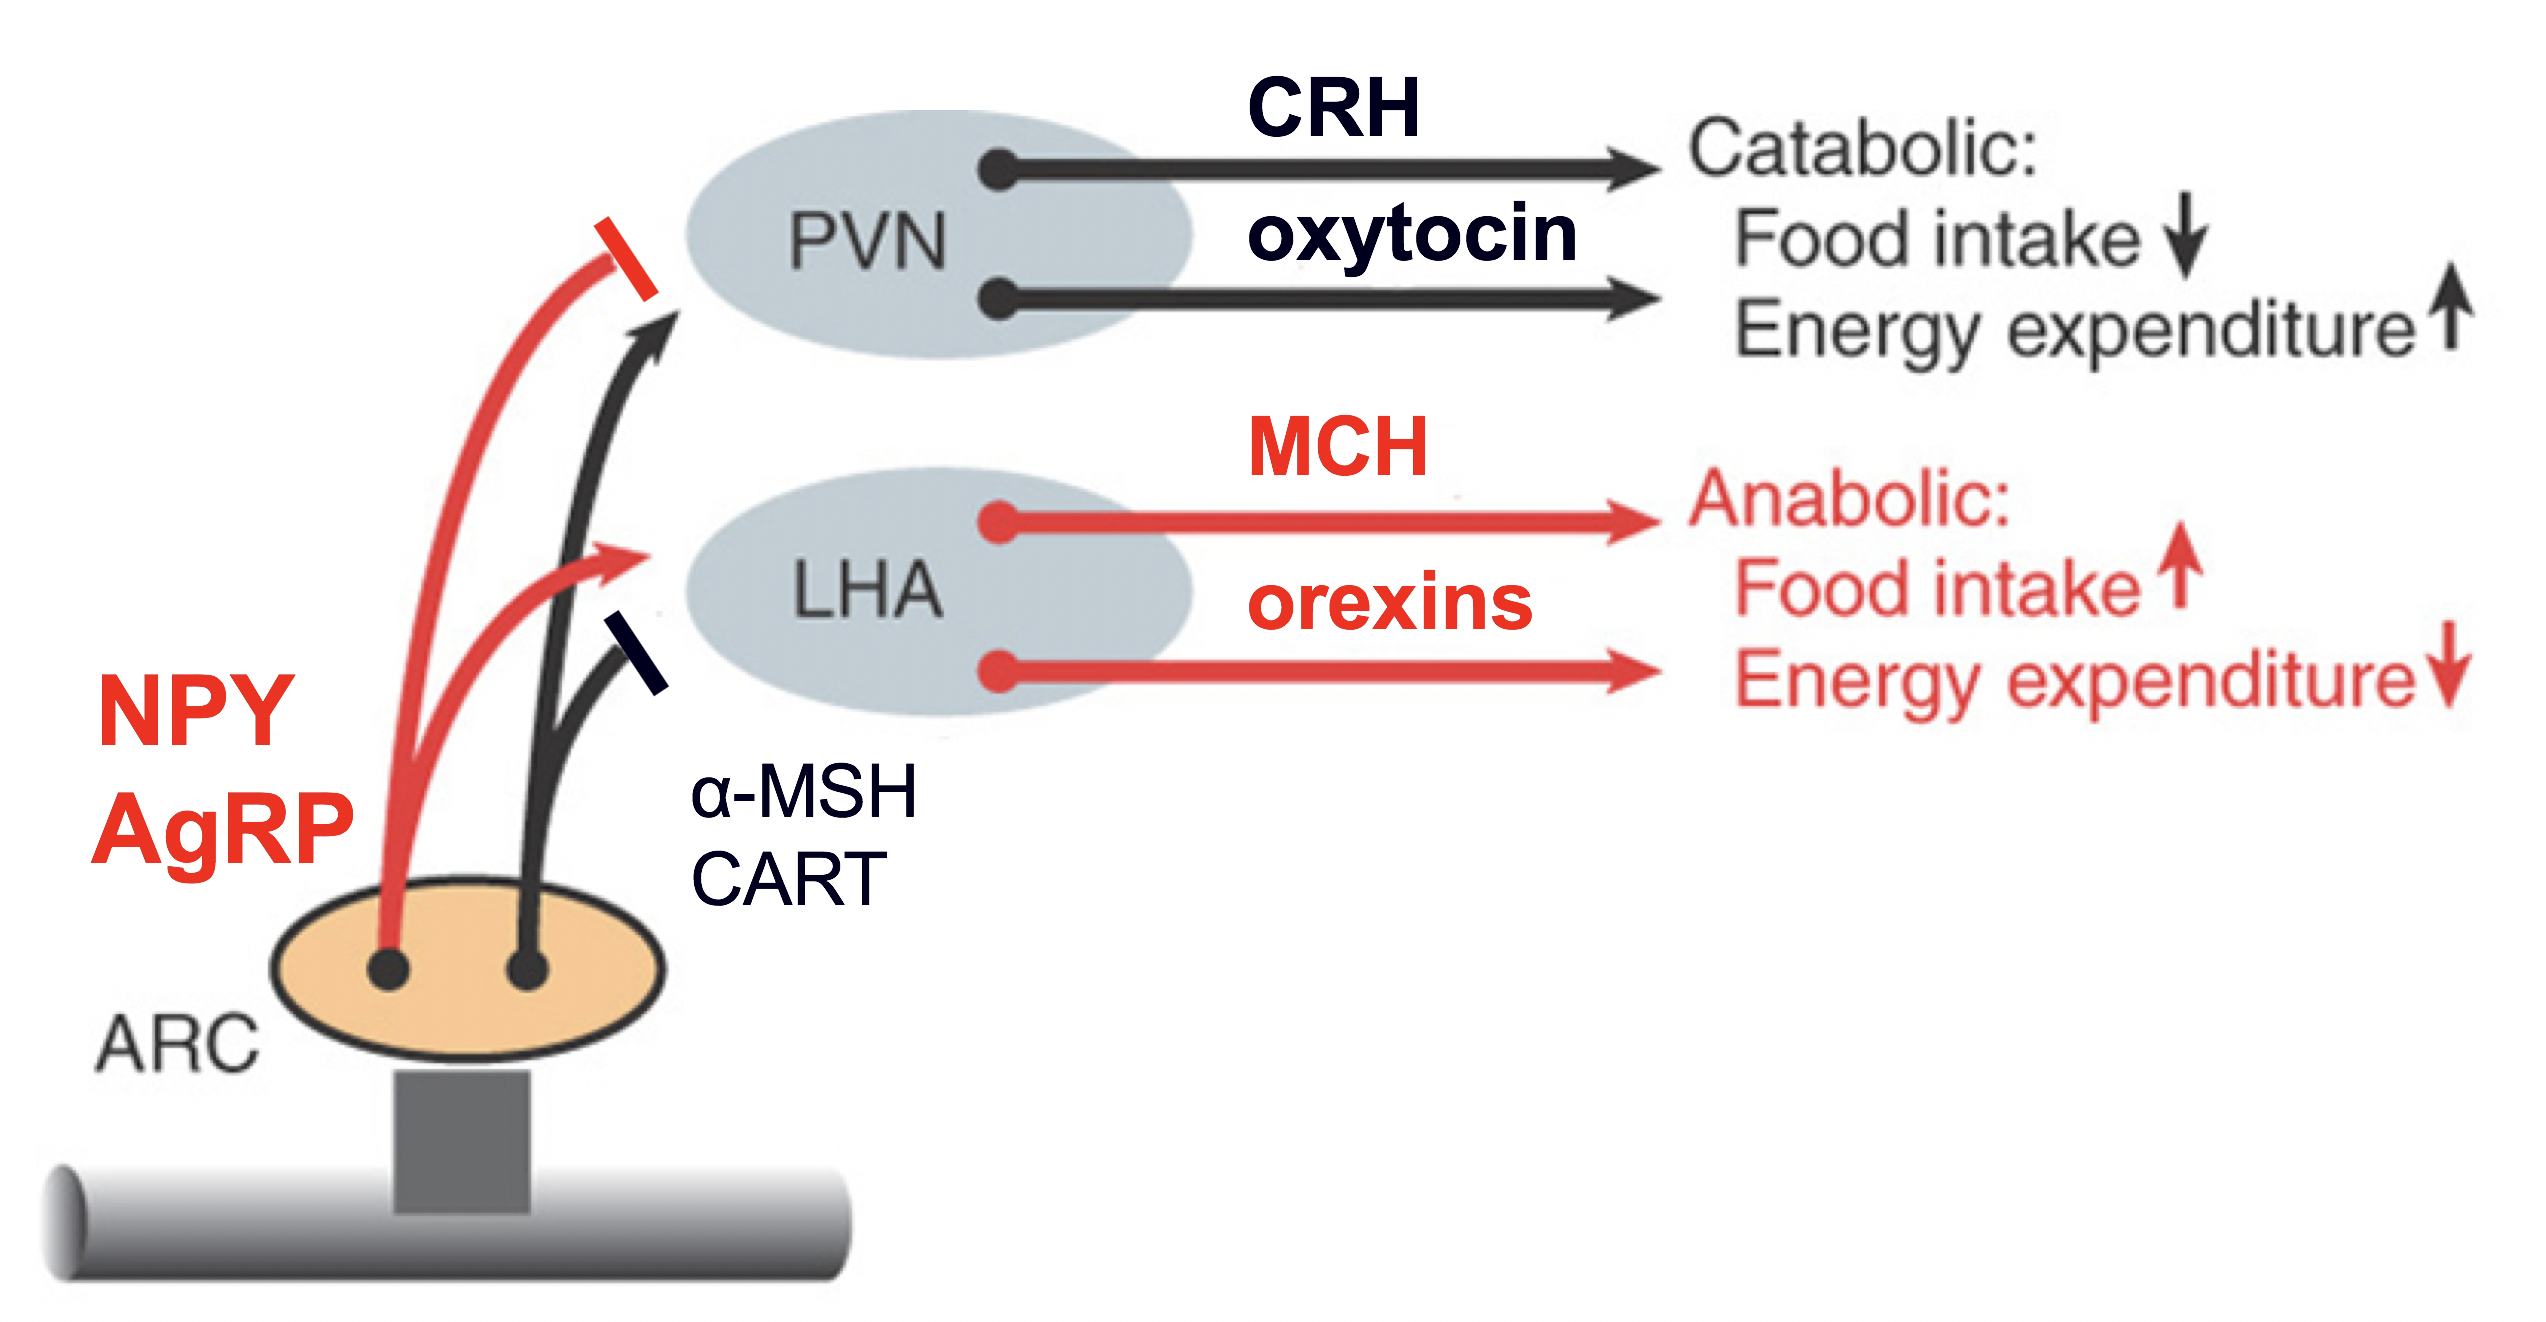 CRH
oxytocin
PVN
Catabolic:
Food intake
Energy expenditure
MCH
orexins
LHA
Anabolic:
Food intake
Energy expenditure
NPY
AgRP
α-MSH
CART
ARC